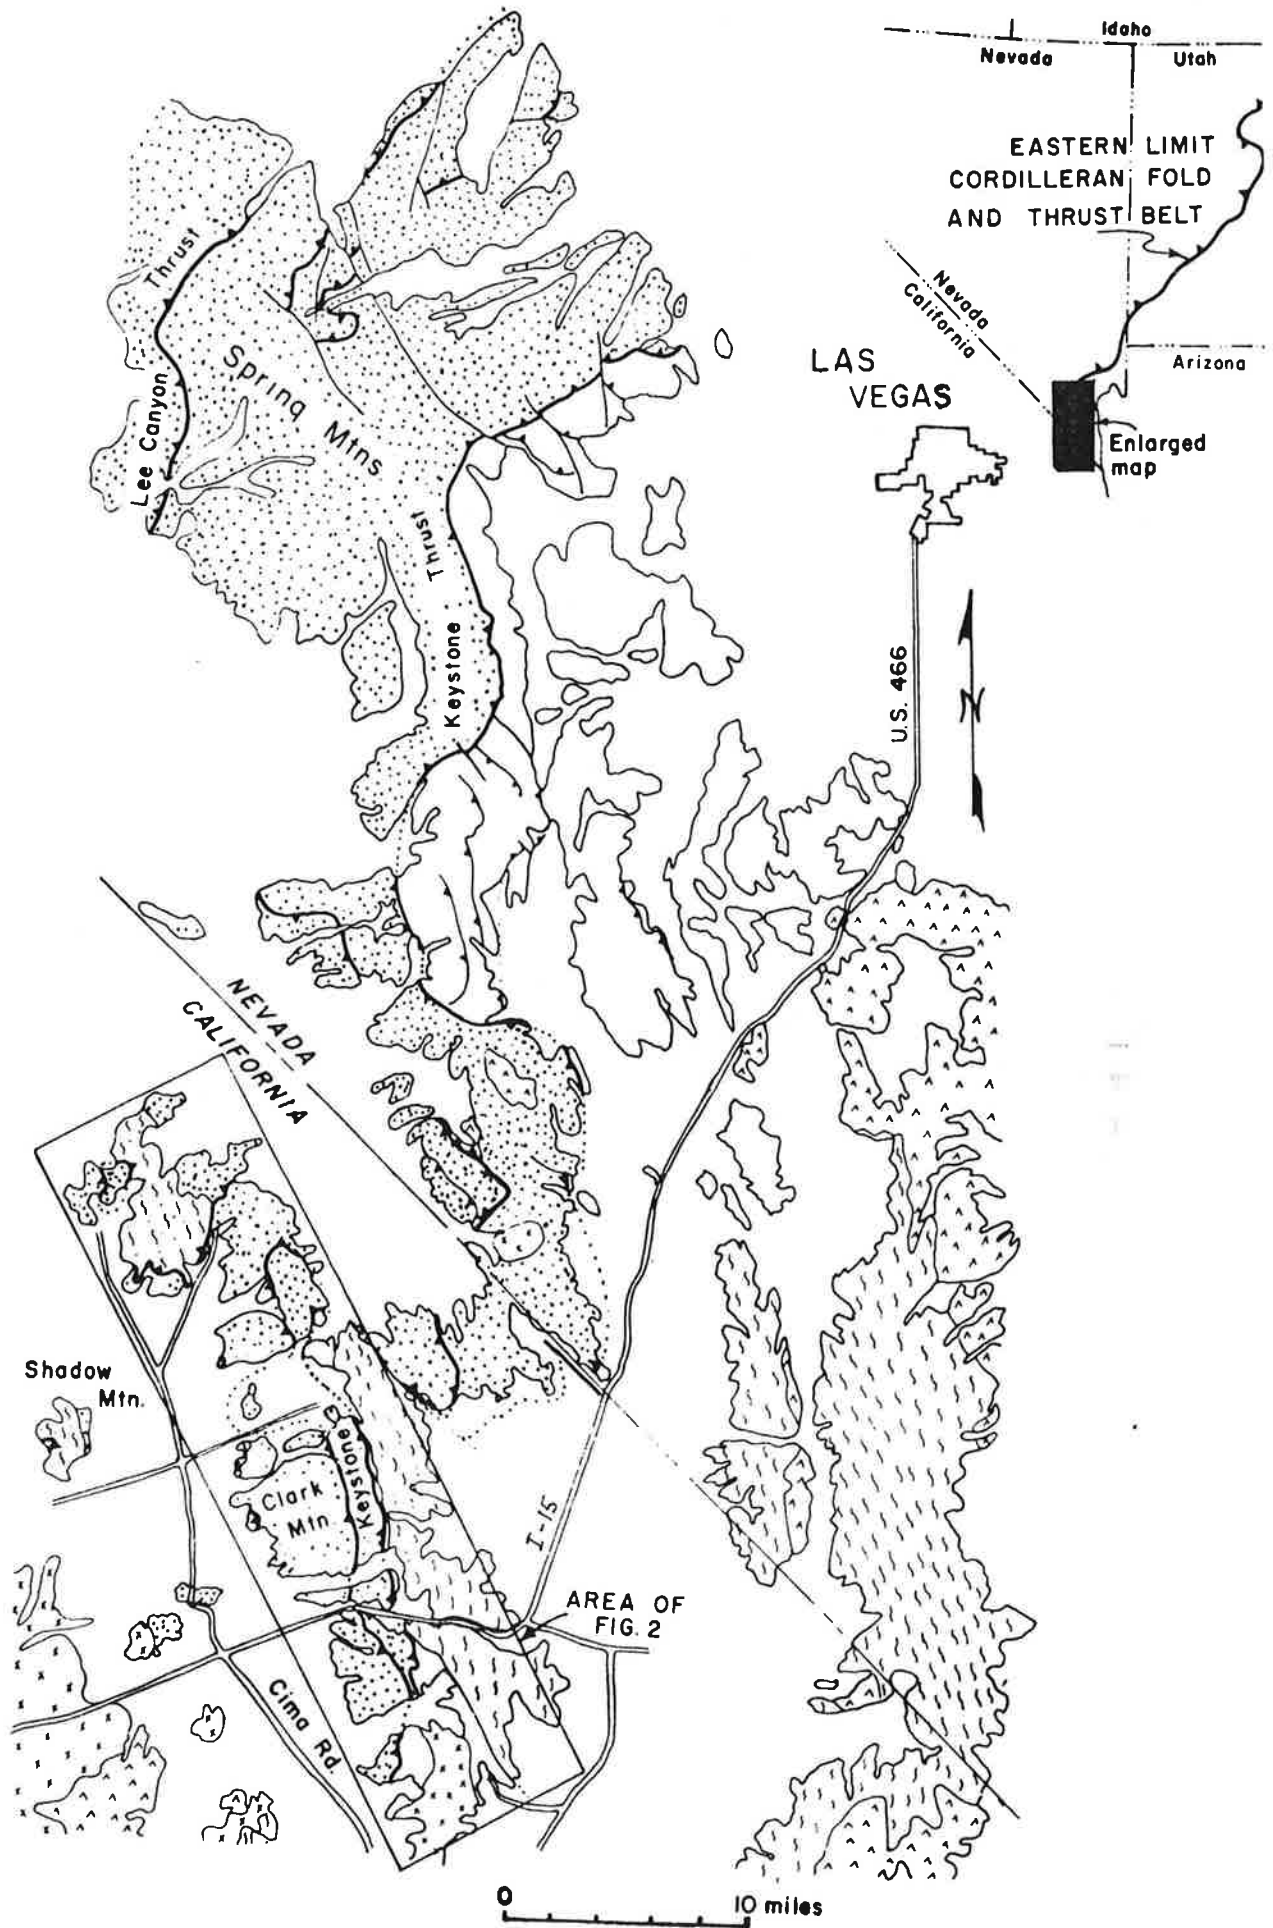 Idaho
Nevada
Utah
EASTERN LIMIT
CORDILLERAN FOLD
AND THRUST BELT
Nevada
California
Arizona
Enlarged
map
LAS
VEGAS
Lee Canyon Thrust
Spring Mtns
Keystone Thrust
U.S. 466
N
NEVADA
CALIFORNIA
Shadow
Mtn.
Clark
Mtn
Keystone
I-15
AREA OF
FIG. 2
Cima Rd.
0 10 miles